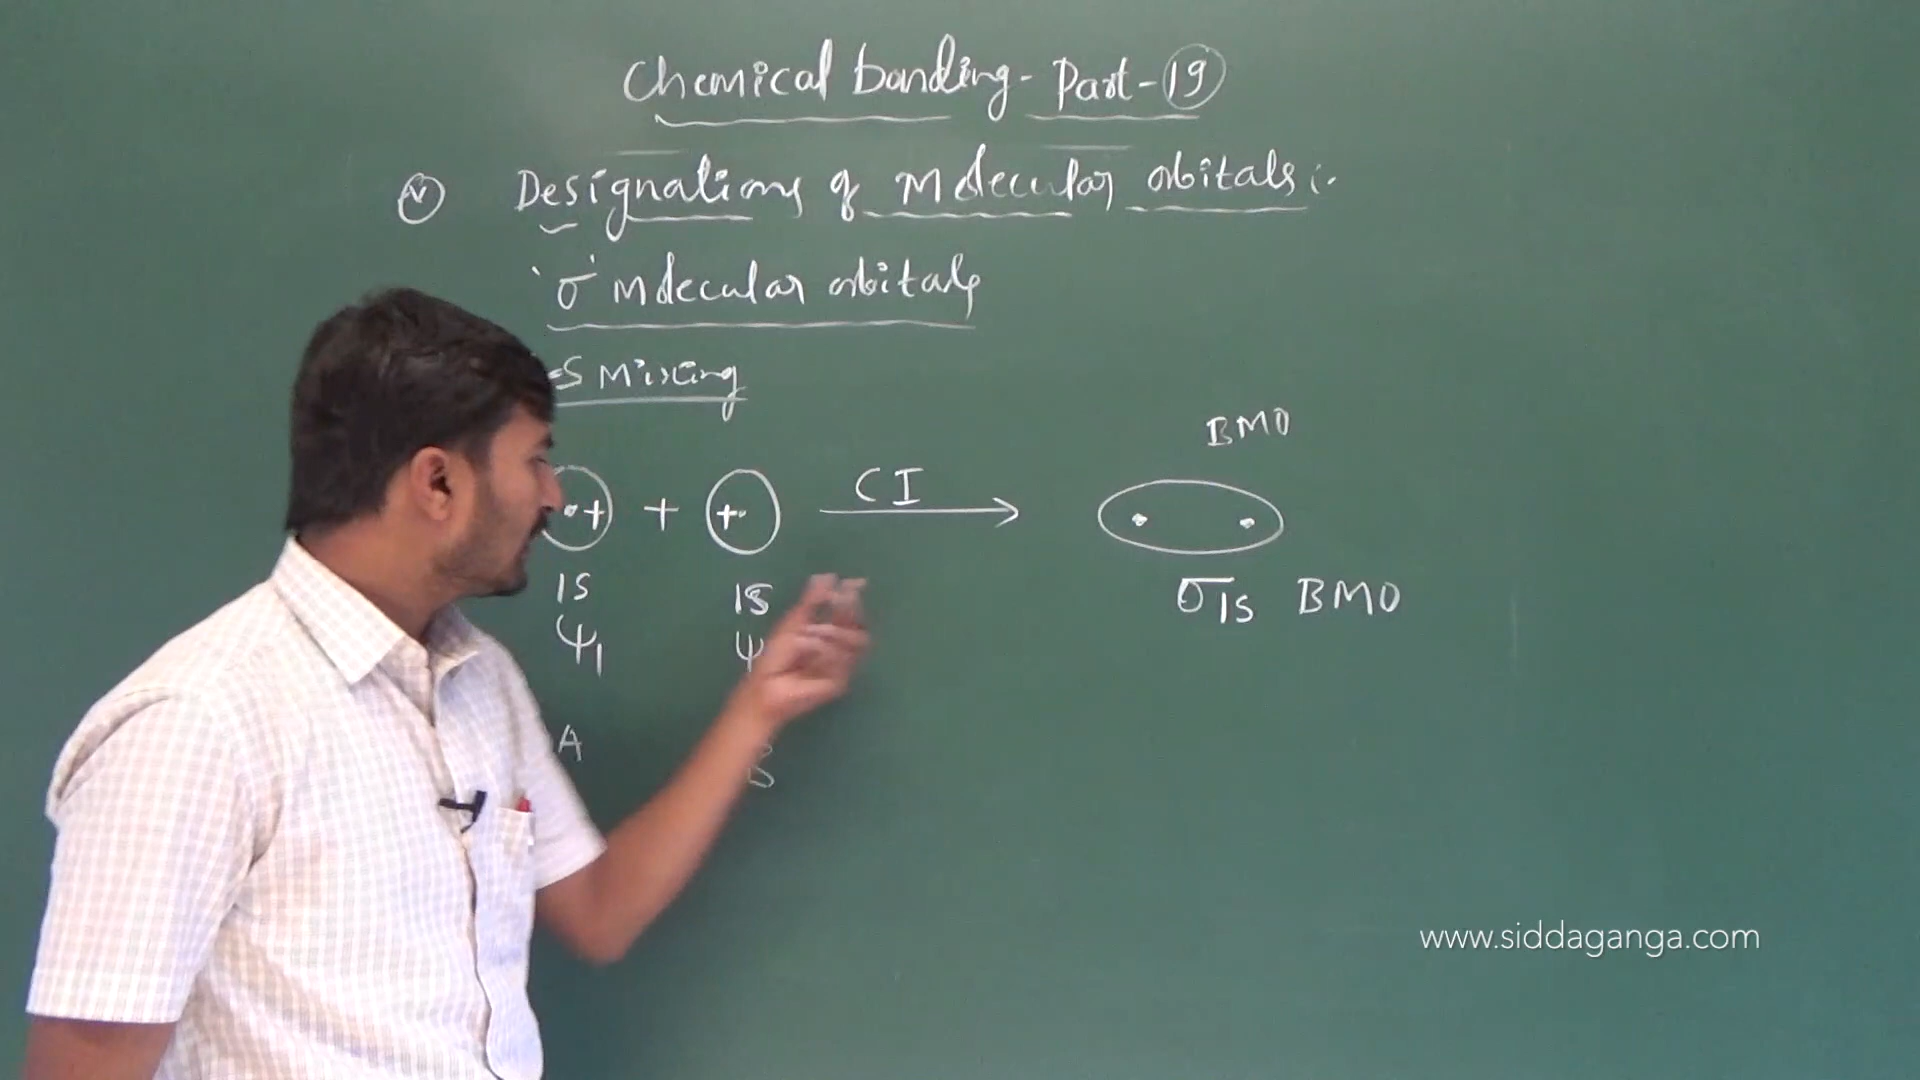 Chemical bonding - Part - 19
Designations of Molecular orbitals :-
'σ' Molecular orbitals
-S Mixing
BMO
+ + + CI
1S 1S σ1s BMO
ψ1 ψ
A B
www.siddaganga.com